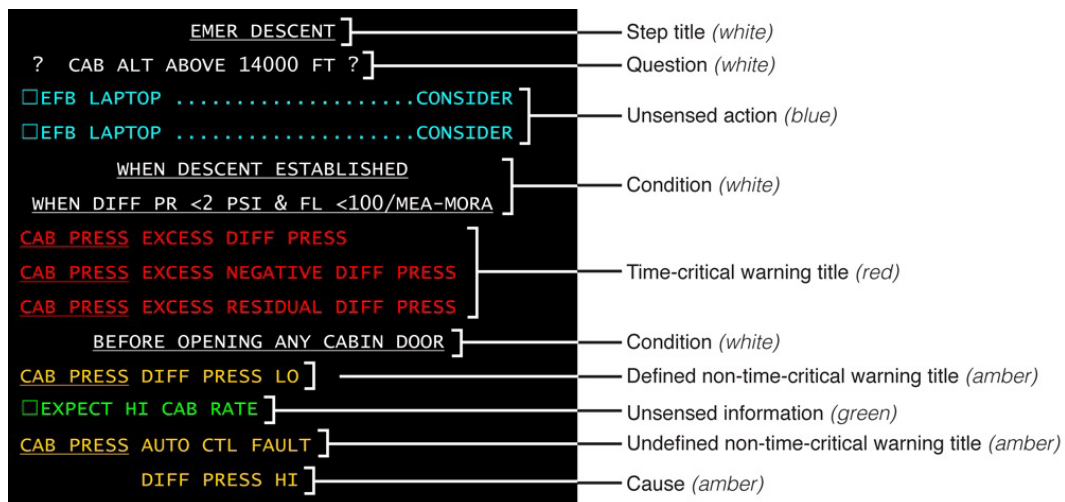 EMER DESCENT
Step title (white)
? CAB ALT ABOVE 14000 FT ?
Question (white)
□EFB LAPTOP .....................CONSIDER
□EFB LAPTOP .....................CONSIDER
Unsensed action (blue)
WHEN DESCENT ESTABLISHED
WHEN DIFF PR <2 PSI & FL <100/MEA-MORA
Condition (white)
CAB PRESS EXCESS DIFF PRESS
CAB PRESS EXCESS NEGATIVE DIFF PRESS
CAB PRESS EXCESS RESIDUAL DIFF PRESS
Time-critical warning title (red)
BEFORE OPENING ANY CABIN DOOR
Condition (white)
CAB PRESS DIFF PRESS LO
Defined non-time-critical warning title (amber)
□EXPECT HI CAB RATE
Unsensed information (green)
CAB PRESS AUTO CTL FAULT
Undefined non-time-critical warning title (amber)
DIFF PRESS HI
Cause (amber)